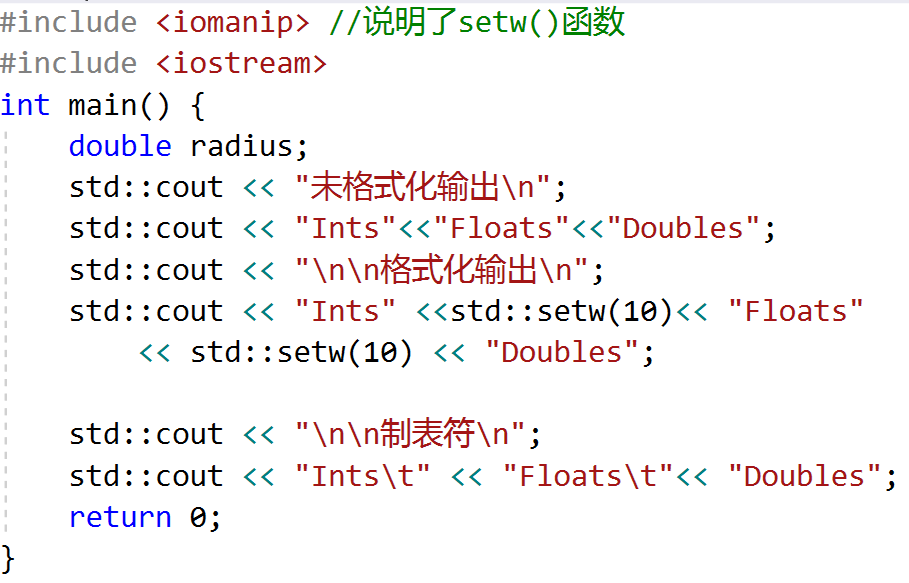 #include <iomanip> //说明了setw()函数
#include <iostream>
int main() {
    double radius;
    std::cout << "未格式化输出\n";
    std::cout << "Ints"<<"Floats"<<"Doubles";
    std::cout << "\n\n格式化输出\n";
    std::cout << "Ints" <<std::setw(10)<< "Floats"
        << std::setw(10) << "Doubles";

    std::cout << "\n\n制表符\n";
    std::cout << "Ints\t" << "Floats\t"<< "Doubles";
    return 0;
}